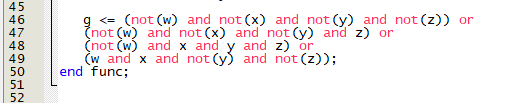 45
46 g <= (not(w) and not(x) and not(y) and not(z)) or
47 (not(w) and not(x) and not(y) and z) or
48 (not(w) and x and y and z) or
49 (w and x and not(y) and not(z));
50 end func;
51
52